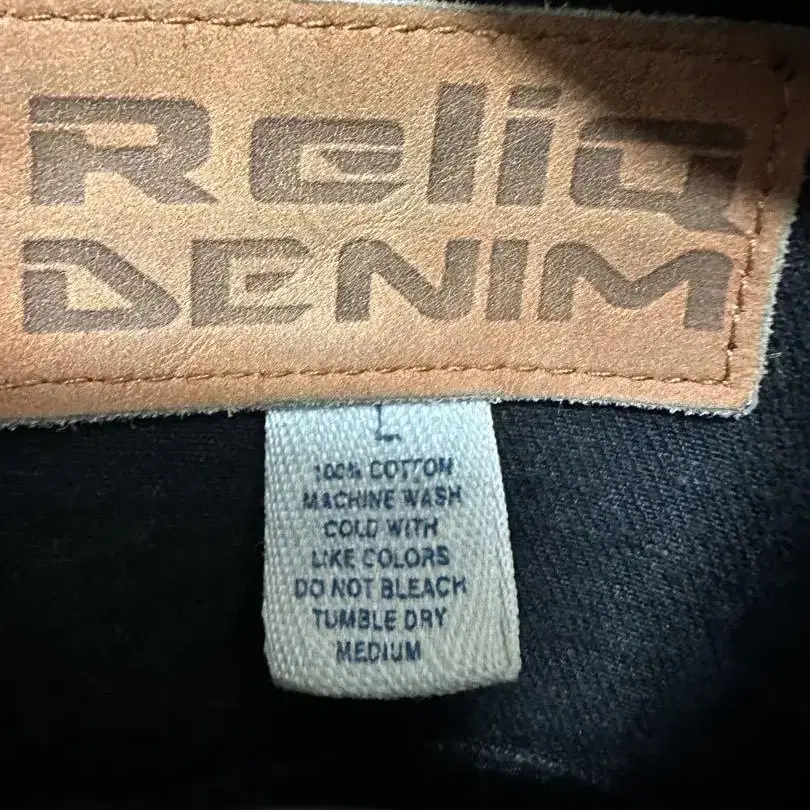 ReliQ
DENIM
L
100% COTTON
MACHINE WASH
COLD WITH
LIKE COLORS
DO NOT BLEACH
TUMBLE DRY
MEDIUM